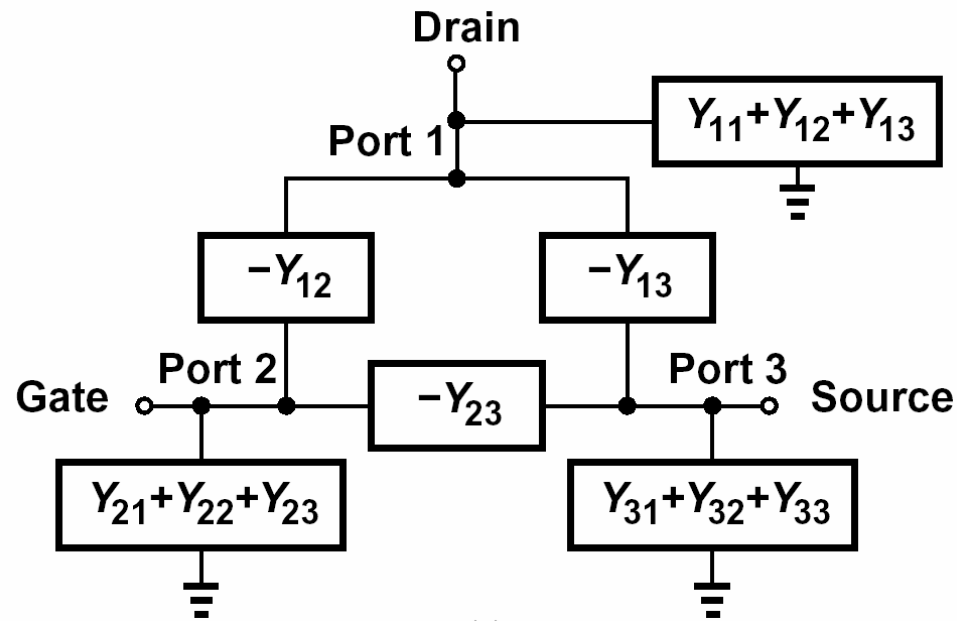 Drain
Y11+Y12+Y13
Port 1
−Y12
−Y13
Port 2
Port 3
Gate
−Y23
Source
Y21+Y22+Y23
Y31+Y32+Y33